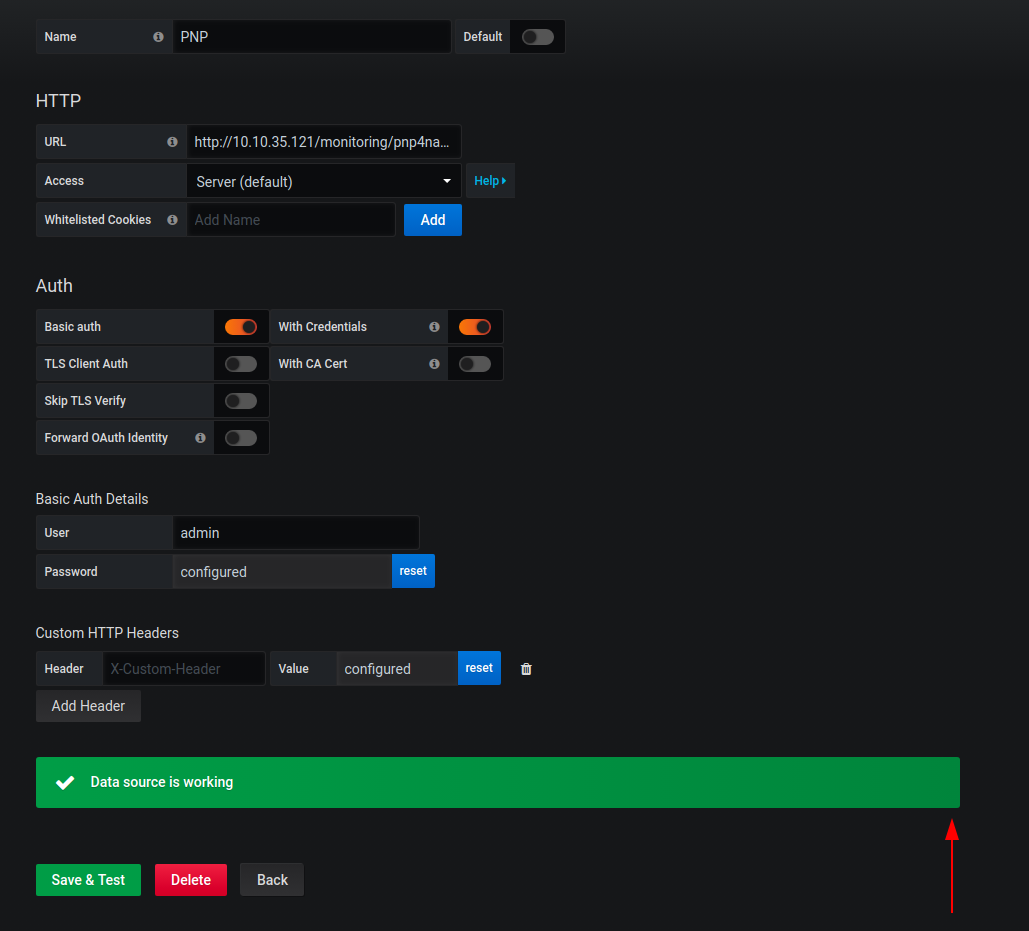 Name PNP Default
HTTP
URL http://10.10.35.121/monitoring/pnp4na...
Access Server (default) Help
Whitelisted Cookies Add Name Add
Auth
Basic auth With Credentials
TLS Client Auth With CA Cert
Skip TLS Verify
Forward OAuth Identity
Basic Auth Details
User admin
Password configured reset
Custom HTTP Headers
Header X-Custom-Header Value configured reset
Add Header
Data source is working
Save & Test Delete Back